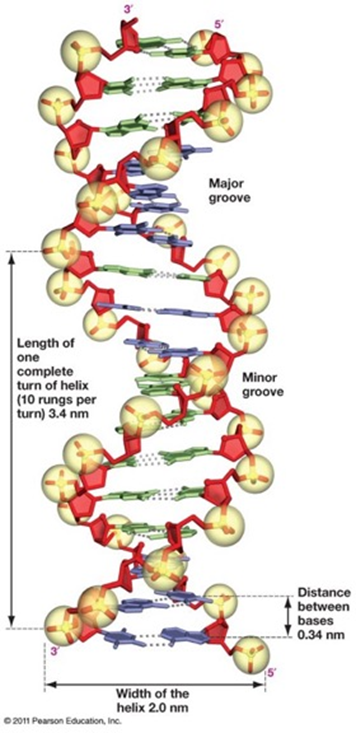 3′
5′
Major
groove
Length of
one
complete
turn of helix
(10 rungs per
turn) 3.4 nm
Minor
groove
Distance
between
bases
0.34 nm
3′
5′
Width of the
helix 2.0 nm
© 2011 Pearson Education, Inc.